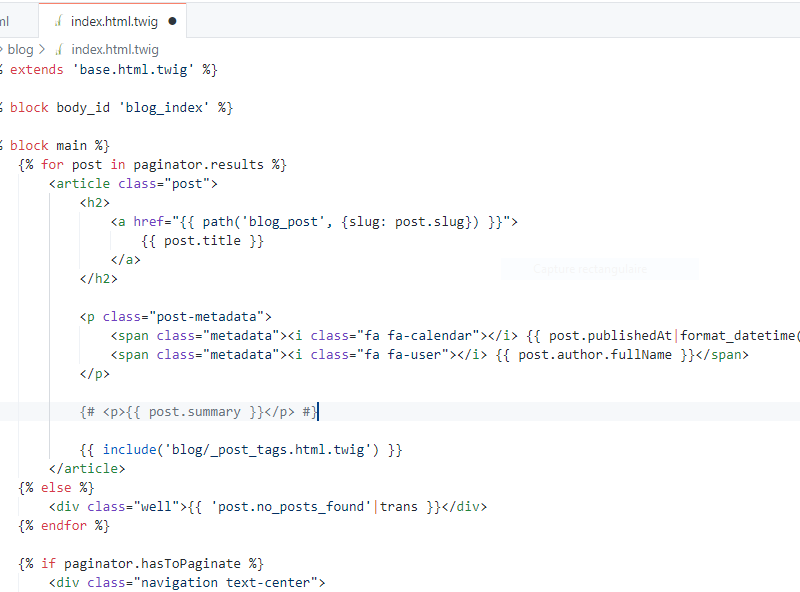 ml index.html.twig
blog index.html.twig
extends 'base.html.twig' %}
block body_id 'blog_index' %}
block main %}
{% for post in paginator.results %}
<article class="post">
<h2>
<a href="{{ path('blog_post', {slug: post.slug}) }}">
{{ post.title }}
</a>
Capture rectangulaire
</h2>
<p class="post-metadata">
<span class="metadata"><i class="fa fa-calendar"></i> {{ post.publishedAt|format_datetime(
<span class="metadata"><i class="fa fa-user"></i> {{ post.author.fullName }}</span>
</p>
{# <p>{{ post.summary }}</p> #}
{{ include('blog/_post_tags.html.twig') }}
</article>
{% else %}
<div class="well">{{ 'post.no_posts_found'|trans }}</div>
{% endfor %}
{% if paginator.hasToPaginate %}
<div class="navigation text-center">